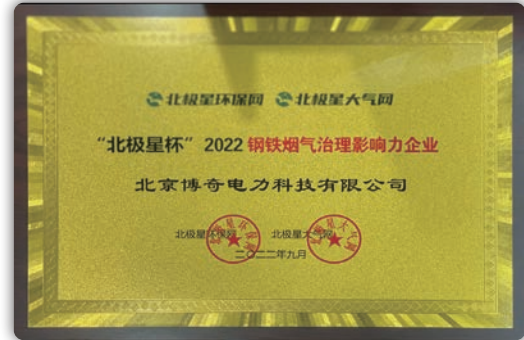 北极星环保网 北极星大气网
“北极星杯”2022 钢铁烟气治理影响力企业
北京博奇电力科技有限公司
北极星环保网 北极星大气网
二〇二二年九月